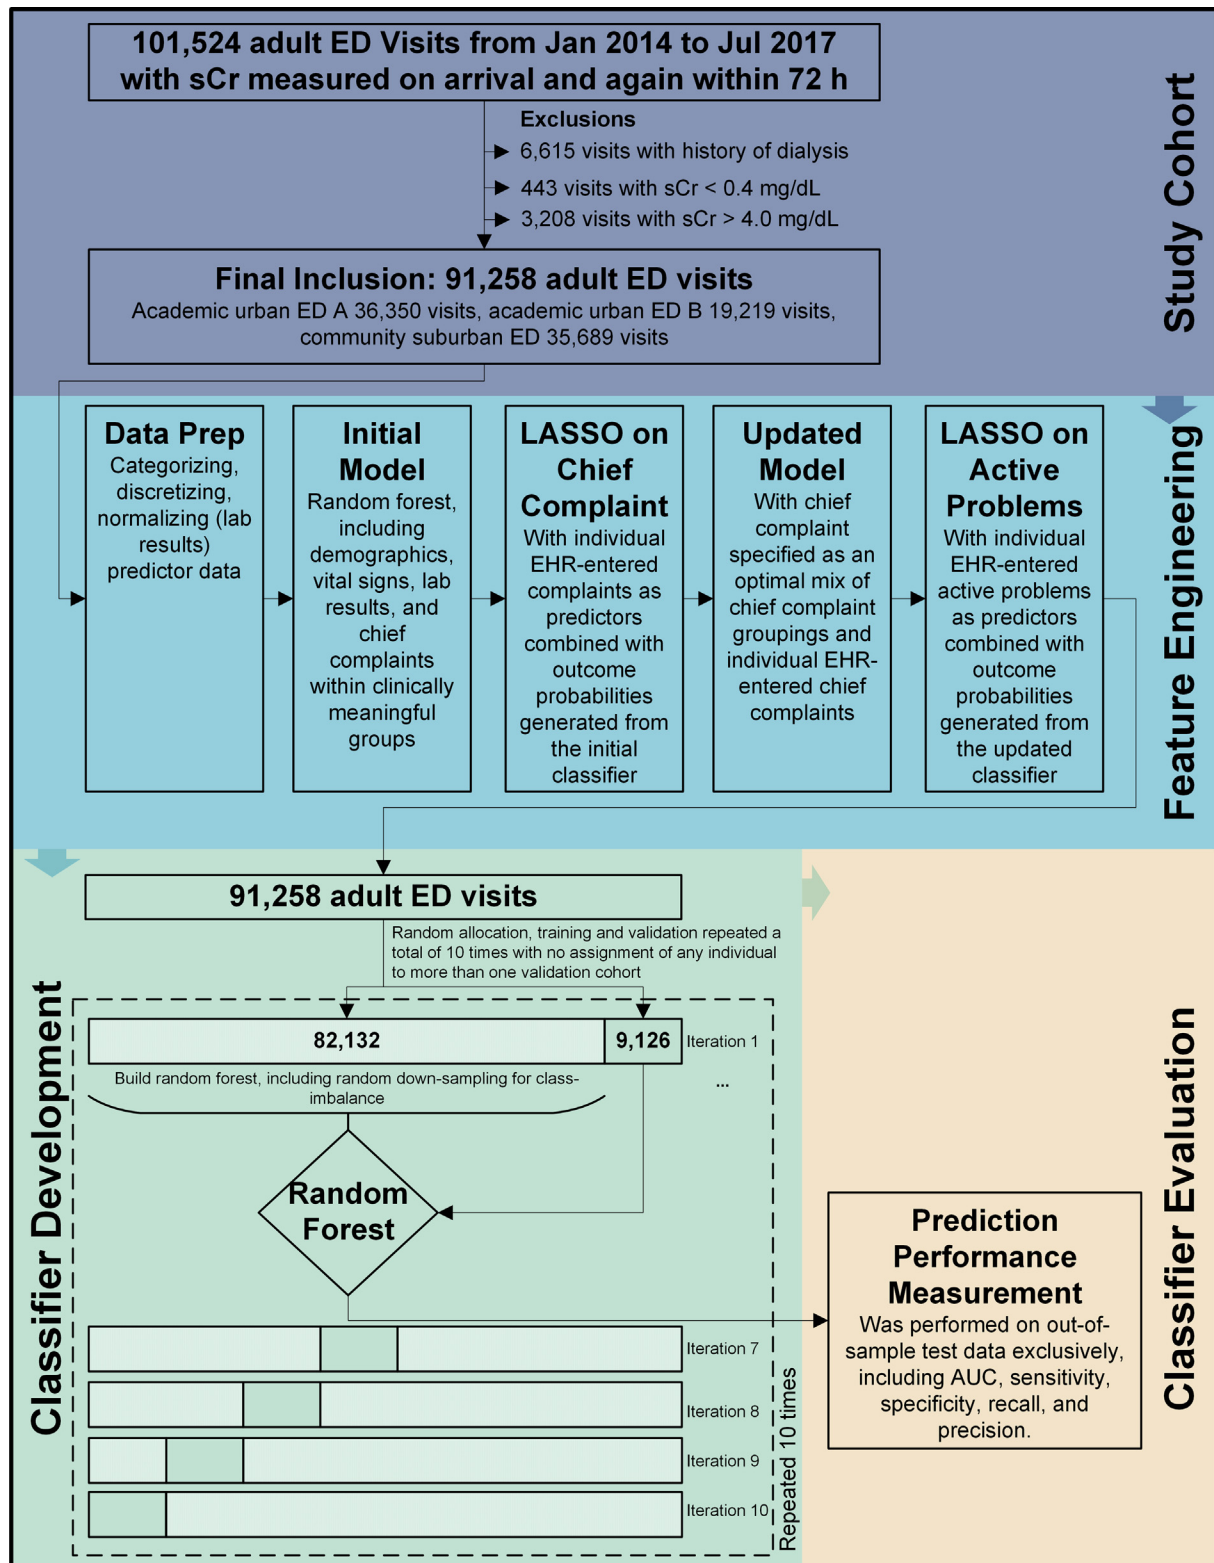 101,524 adult ED Visits from Jan 2014 to Jul 2017
with sCr measured on arrival and again within 72 h
Exclusions
6,615 visits with history of dialysis
443 visits with sCr < 0.4 mg/dL
3,208 visits with sCr > 4.0 mg/dL
Final Inclusion: 91,258 adult ED visits
Academic urban ED A 36,350 visits, academic urban ED B 19,219 visits,
community suburban ED 35,689 visits
Study Cohort
Data Prep
Categorizing,
discretizing,
normalizing (lab
results)
predictor data
Initial
Model
Random forest,
including
demographics,
vital signs, lab
results, and
chief
complaints
within clinically
meaningful
groups
LASSO on
Chief
Complaint
With individual
EHR-entered
complaints as
predictors
combined with
outcome
probabilities
generated from
the initial
classifier
Updated
Model
With chief
complaint
specified as an
optimal mix of
chief complaint
groupings and
individual EHR-
entered chief
complaints
LASSO on
Active
Problems
With individual
EHR-entered
active problems
as predictors
combined with
outcome
probabilities
generated from
the updated
classifier
Feature Engineering
91,258 adult ED visits
Random allocation, training and validation repeated a
total of 10 times with no assignment of any individual
to more than one validation cohort
82,132
9,126
Iteration 1
Build random forest, including random down-sampling for class-
imbalance
...
Random
Forest
Iteration 7
Iteration 8
Iteration 9
Iteration 10
Repeated 10 times
Classifier Development
Prediction
Performance
Measurement
Was performed on out-of-
sample test data exclusively,
including AUC, sensitivity,
specificity, recall, and
precision.
Classifier Evaluation